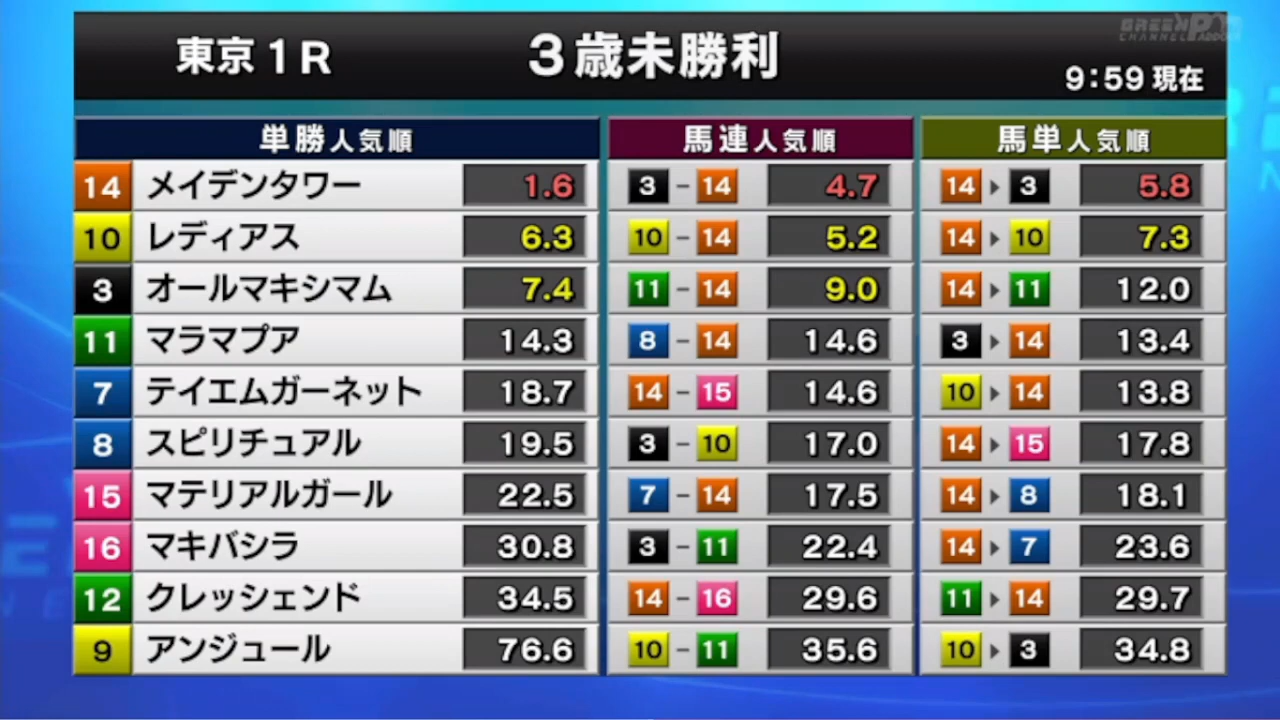 GREEN CHANNEL PADDOCK
東京1R
3歳未勝利
9:59 現在
単勝人気順
馬連人気順
馬単人気順
14 メイデンタワー 1.6 3 - 14 4.7 14 ▸ 3 5.8
10 レディアス 6.3 10 - 14 5.2 14 ▸ 10 7.3
3 オールマキシマム 7.4 11 - 14 9.0 14 ▸ 11 12.0
11 マラマプア 14.3 8 - 14 14.6 3 ▸ 14 13.4
7 テイエムガーネット 18.7 14 - 15 14.6 10 ▸ 14 13.8
8 スピリチュアル 19.5 3 - 10 17.0 14 ▸ 15 17.8
15 マテリアルガール 22.5 7 - 14 17.5 14 ▸ 8 18.1
16 マキバシラ 30.8 3 - 11 22.4 14 ▸ 7 23.6
12 クレッシェンド 34.5 14 - 16 29.6 11 ▸ 14 29.7
9 アンジュール 76.6 10 - 11 35.6 10 ▸ 3 34.8